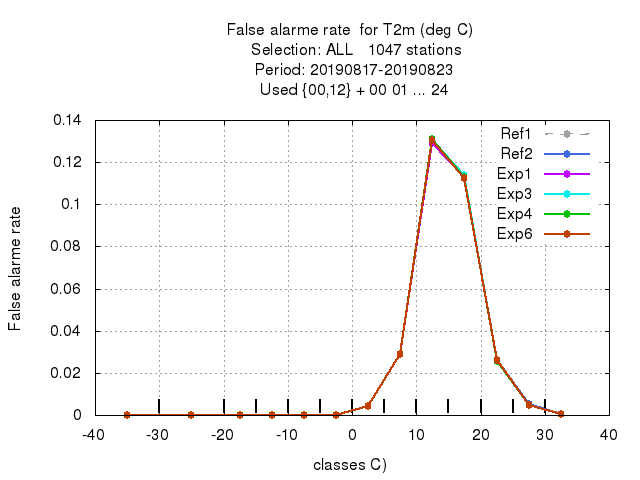 False alarme rate  for T2m (deg C)
Selection: ALL   1047 stations
Period: 20190817-20190823
Used {00,12} + 00 01 ... 24
False alarme rate
0.14
0.12
0.1
0.08
0.06
0.04
0.02
0
-40 -30 -20 -10 0 10 20 30 40
classes C)
Ref1
Ref2
Exp1
Exp3
Exp4
Exp6